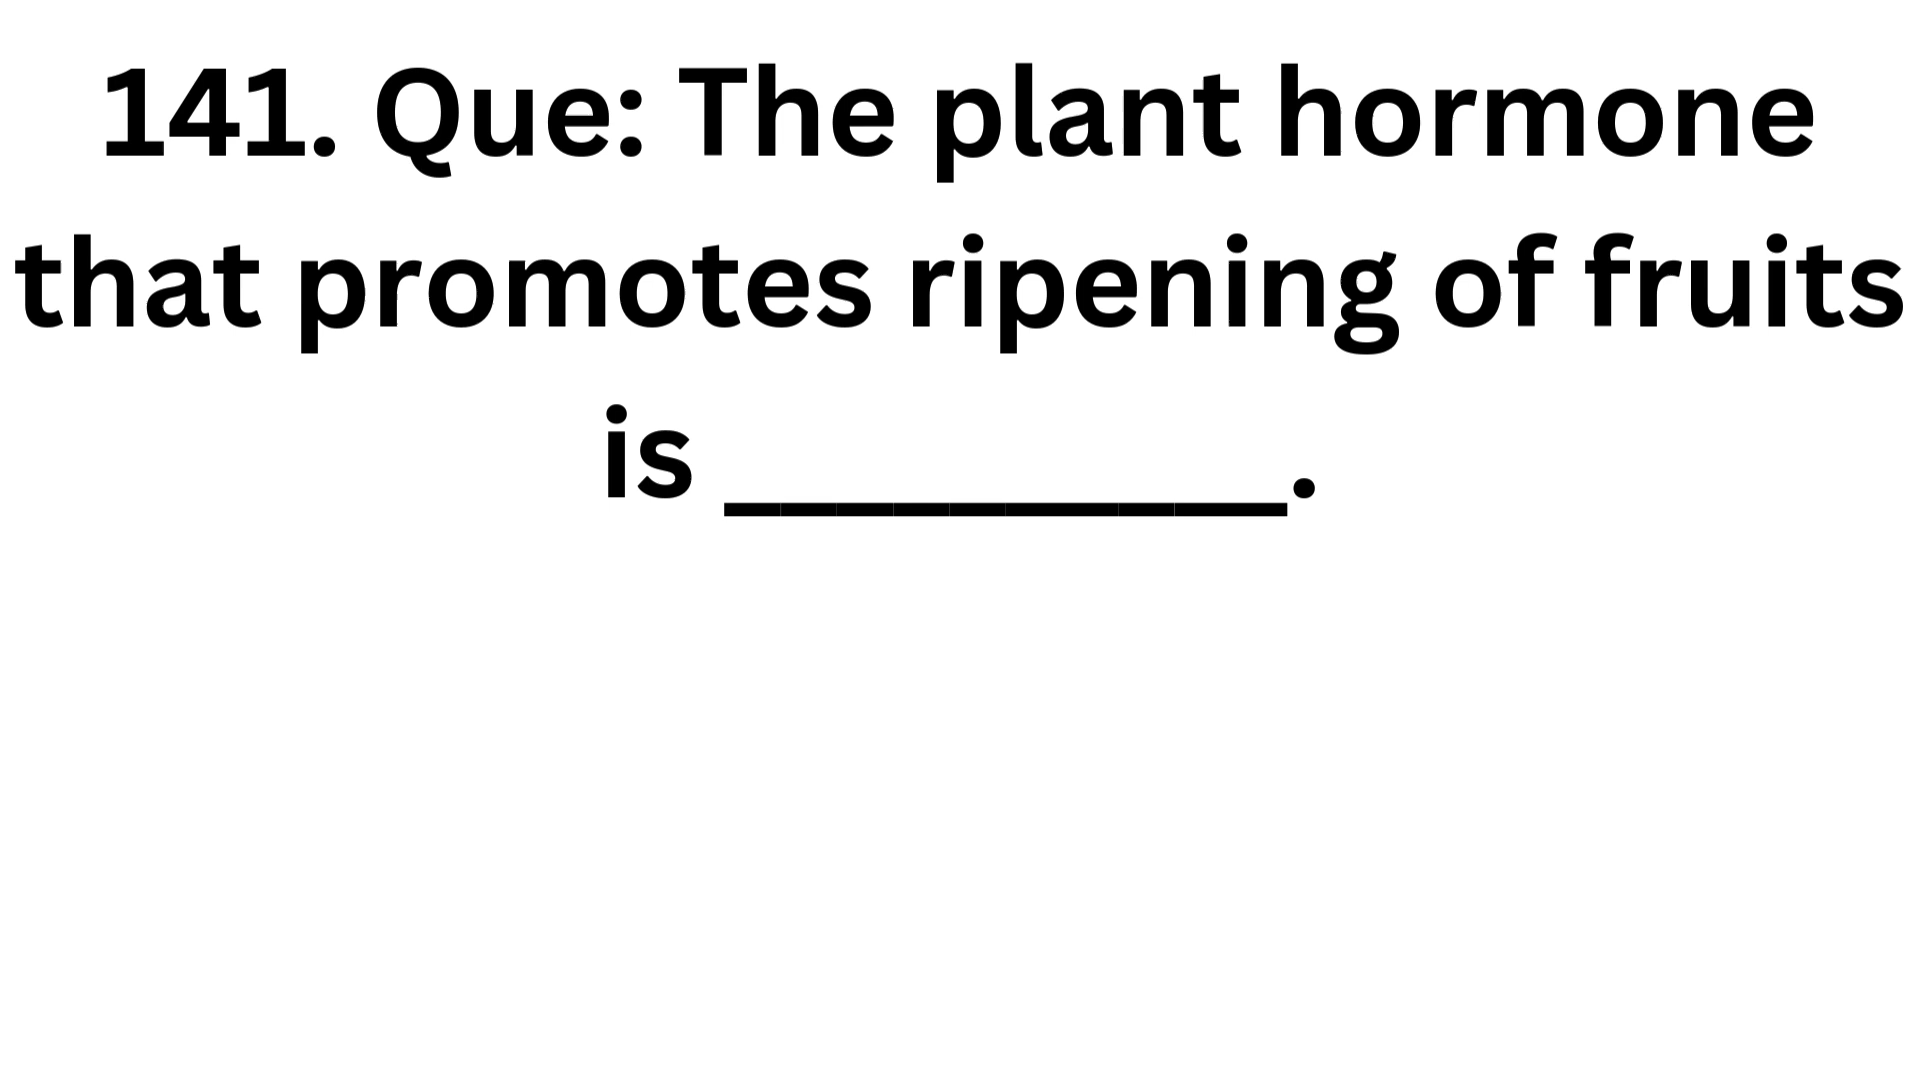 141. Que: The plant hormone
that promotes ripening of fruits
is __________.